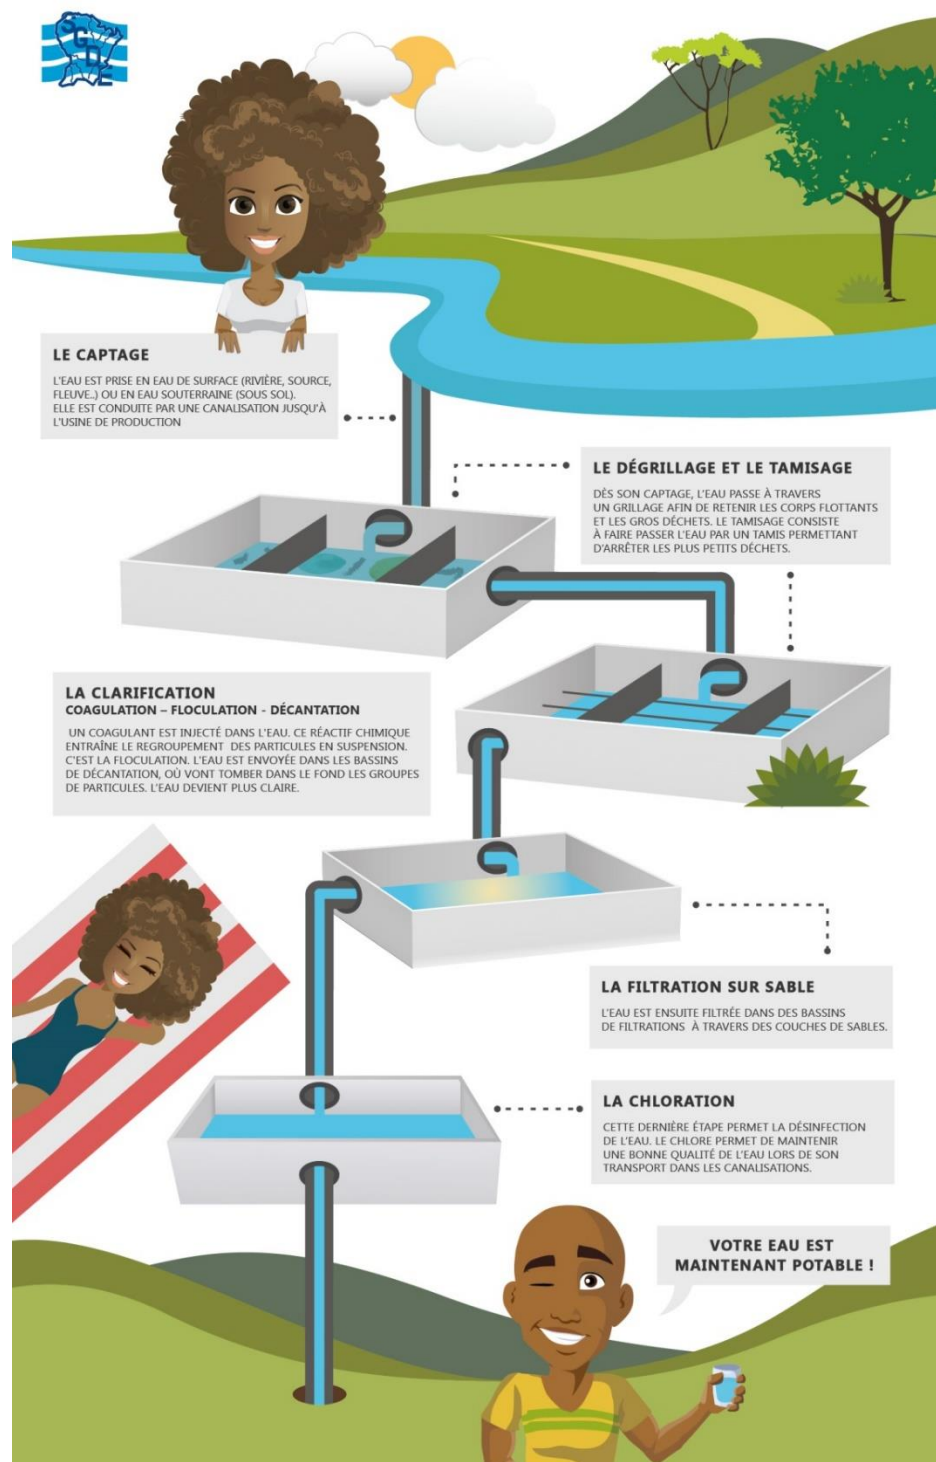 SGDE
LE CAPTAGE
L'EAU EST PRISE EN EAU DE SURFACE (RIVIÈRE, SOURCE,
FLEUVE..) OU EN EAU SOUTERRAINE (SOUS SOL).
ELLE EST CONDUITE PAR UNE CANALISATION JUSQU'À
L'USINE DE PRODUCTION
LE DÉGRILLAGE ET LE TAMISAGE
DÈS SON CAPTAGE, L'EAU PASSE À TRAVERS
UN GRILLAGE AFIN DE RETENIR LES CORPS FLOTTANTS
ET LES GROS DÉCHETS. LE TAMISAGE CONSISTE
À FAIRE PASSER L'EAU PAR UN TAMIS PERMETTANT
D'ARRÊTER LES PLUS PETITS DÉCHETS.
LA CLARIFICATION
COAGULATION – FLOCULATION - DÉCANTATION
UN COAGULANT EST INJECTÉ DANS L'EAU. CE RÉACTIF CHIMIQUE
ENTRAÎNE LE REGROUPEMENT DES PARTICULES EN SUSPENSION.
C'EST LA FLOCULATION. L'EAU EST ENVOYÉE DANS LES BASSINS
DE DÉCANTATION, OÙ VONT TOMBER DANS LE FOND LES GROUPES
DE PARTICULES. L'EAU DEVIENT PLUS CLAIRE.
LA FILTRATION SUR SABLE
L'EAU EST ENSUITE FILTRÉE DANS DES BASSINS
DE FILTRATIONS À TRAVERS DES COUCHES DE SABLES.
LA CHLORATION
CETTE DERNIÈRE ÉTAPE PERMET LA DÉSINFECTION
DE L'EAU. LE CHLORE PERMET DE MAINTENIR
UNE BONNE QUALITÉ DE L'EAU LORS DE SON
TRANSPORT DANS LES CANALISATIONS.
VOTRE EAU EST
MAINTENANT POTABLE !